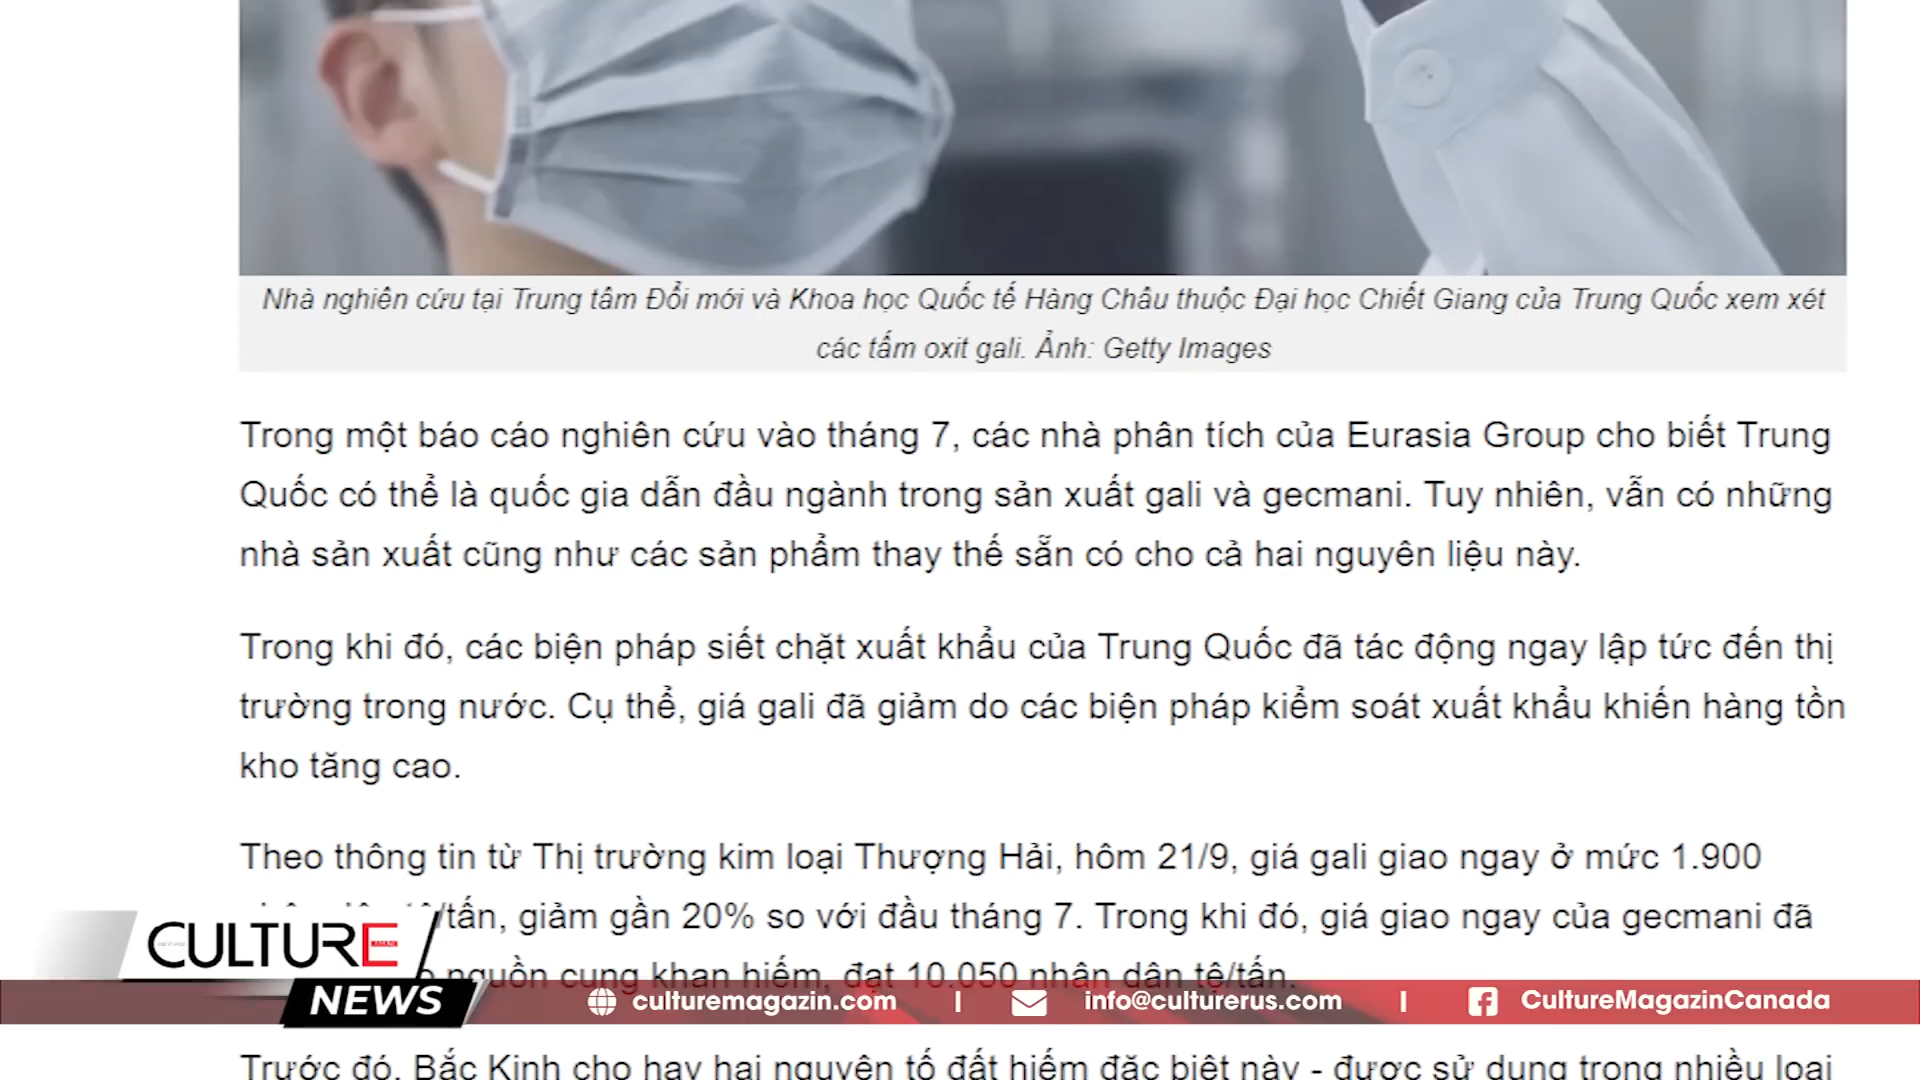 Nhà nghiên cứu tại Trung tâm Đổi mới và Khoa học Quốc tế Hàng Châu thuộc Đại học Chiết Giang của Trung Quốc xem xét
các tấm oxit gali. Ảnh: Getty Images
Trong một báo cáo nghiên cứu vào tháng 7, các nhà phân tích của Eurasia Group cho biết Trung
Quốc có thể là quốc gia dẫn đầu ngành trong sản xuất gali và gecmani. Tuy nhiên, vẫn có những
nhà sản xuất cũng như các sản phẩm thay thế sẵn có cho cả hai nguyên liệu này.
Trong khi đó, các biện pháp siết chặt xuất khẩu của Trung Quốc đã tác động ngay lập tức đến thị
trường trong nước. Cụ thể, giá gali đã giảm do các biện pháp kiểm soát xuất khẩu khiến hàng tồn
kho tăng cao.
Theo thông tin từ Thị trường kim loại Thượng Hải, hôm 21/9, giá gali giao ngay ở mức 1.900
/tấn, giảm gần 20% so với đầu tháng 7. Trong khi đó, giá giao ngay của gecmani đã
nguồn cung khan hiếm, đạt 10.050 nhân dân tệ/tấn.
CULTURE
MAGAZIN
NEWS
culturemagazin.com | info@culturerus.com | CultureMagazinCanada
Trước đó, Bắc Kinh cho hay hai nguyên tố đất hiếm đặc biệt này - được sử dụng trong nhiều loại